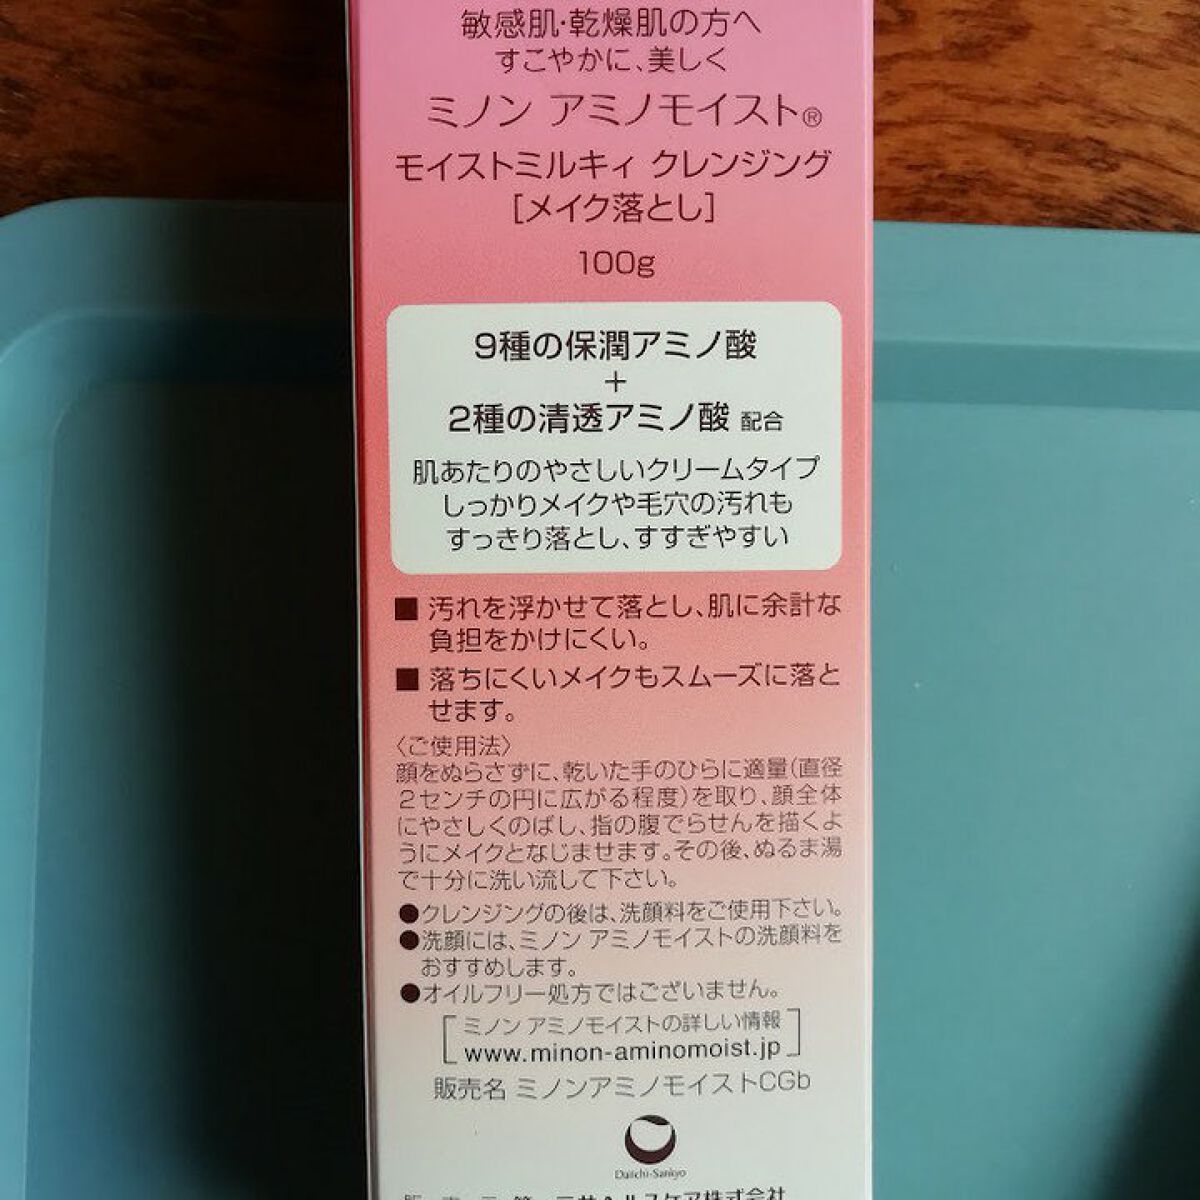 敏感肌・乾燥肌の方へ
すこやかに、美しく
ミノン アミノモイスト®
モイストミルキィ クレンジング
[メイク落とし]
100g
9種の保潤アミノ酸
+
2種の清透アミノ酸 配合
肌あたりのやさしいクリームタイプ
しっかりメイクや毛穴の汚れも
すっきり落とし、すすぎやすい
■ 汚れを浮かせて落とし、肌に余計な
負担をかけにくい。
■ 落ちにくいメイクもスムーズに落と
せます。
〈ご使用法〉
顔をぬらさずに、乾いた手のひらに適量(直径
2センチの円に広がる程度)を取り、顔全体
にやさしくのばし、指の腹でらせんを描くよ
うにメイクとなじませます。その後、ぬるま湯
で十分に洗い流して下さい。
●クレンジングの後は、洗顔料をご使用下さい。
●洗顔には、ミノン アミノモイストの洗顔料を
おすすめします。
●オイルフリー処方ではございません。
[ミノン アミノモイストの詳しい情報
www.minon-aminomoist.jp]
販売名 ミノンアミノモイストCGb
Daiichi-Sankyo
ヘルスケア株式会社